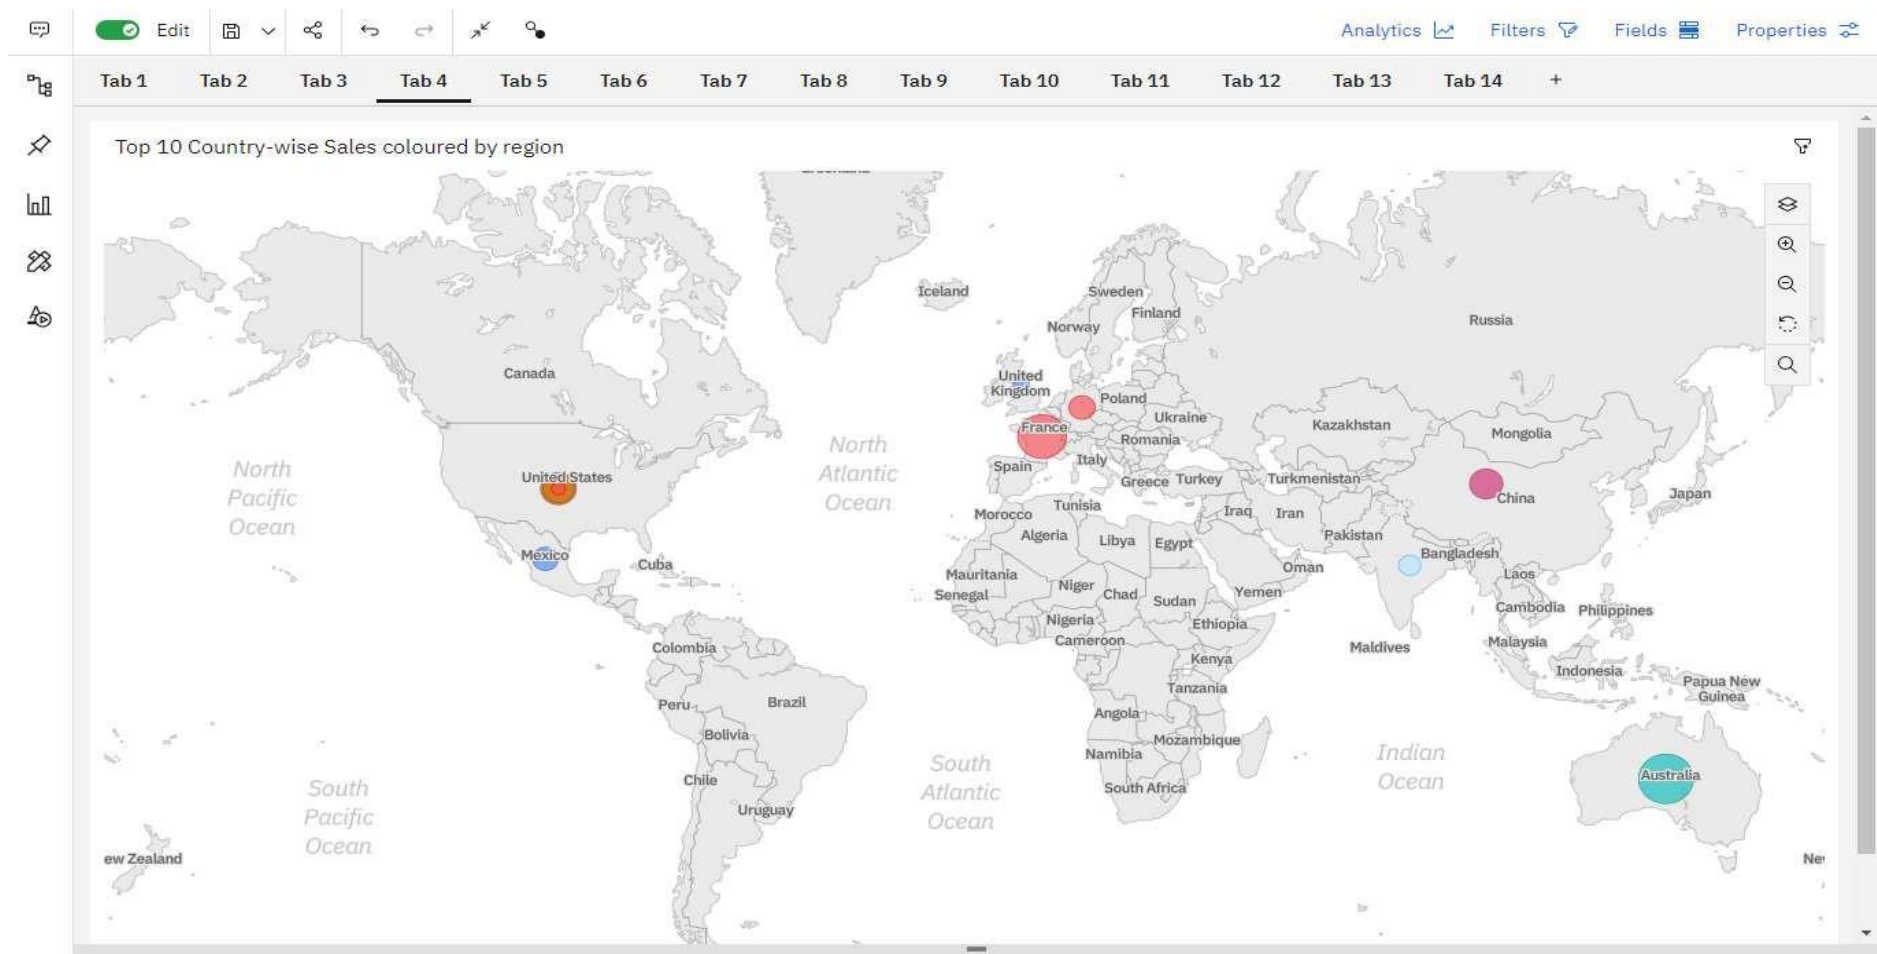 Edit
Analytics
Filters
Fields
Properties
Tab 1
Tab 2
Tab 3
Tab 4
Tab 5
Tab 6
Tab 7
Tab 8
Tab 9
Tab 10
Tab 11
Tab 12
Tab 13
Tab 14
+
Top 10 Country-wise Sales coloured by region
Iceland
Sweden
Finland
Norway
Russia
Canada
United
Kingdom
Poland
Ukraine
France
Romania
Kazakhstan
Mongolia
North
Atlantic
Ocean
Spain
Italy
Greece
Turkey
Turkmenistan
North
Pacific
Ocean
United States
China
Japan
Morocco
Tunisia
Iraq
Iran
Algeria
Libya
Egypt
Pakistan
Mexico
Cuba
Bangladesh
Oman
Laos
Mauritania
Senegal
Niger
Chad
Sudan
Yemen
Cambodia
Philippines
Nigeria
Ethiopia
Cameroon
Colombia
Maldives
Malaysia
Kenya
Indonesia
Papua New
Guinea
Tanzania
Peru
Brazil
Angola
Bolivia
Mozambique
Namibia
Indian
Ocean
South
Atlantic
Ocean
Chile
South Africa
Australia
South
Pacific
Ocean
Uruguay
ew Zealand